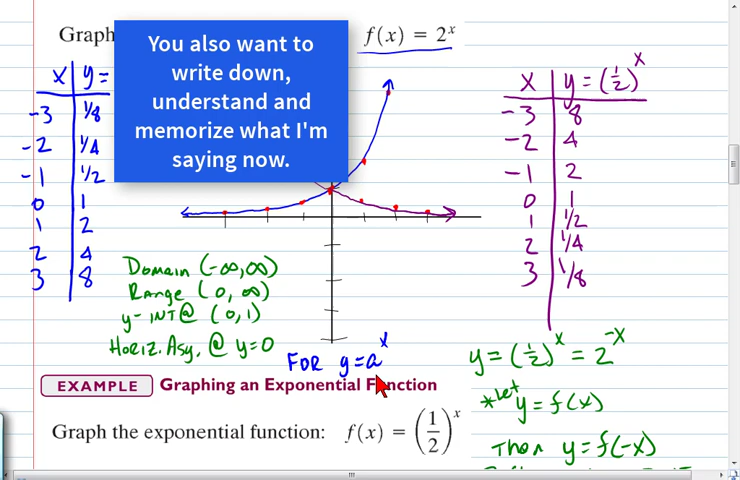 Graph
f(x) = 2ˣ
You also want to
write down,
understand and
memorize what I'm
saying now.
x | y =
-3 | 1/8
-2 | 1/4
-1 | 1/2
0 | 1
1 | 2
2 | 4
3 | 8
x | y = (1/2)ˣ
-3 | 8
-2 | 4
-1 | 2
0 | 1
1 | 1/2
2 | 1/4
3 | 1/8
Domain (-∞,∞)
Range (0, ∞)
y-INT @ (0,1)
Horiz. Asy. @ y=0
FOR y=aˣ
y = (1/2)ˣ = 2⁻ˣ
*Let y = f(x)
Then y = f(-x)
EXAMPLE Graphing an Exponential Function
Graph the exponential function: f(x) = (1/2)ˣ